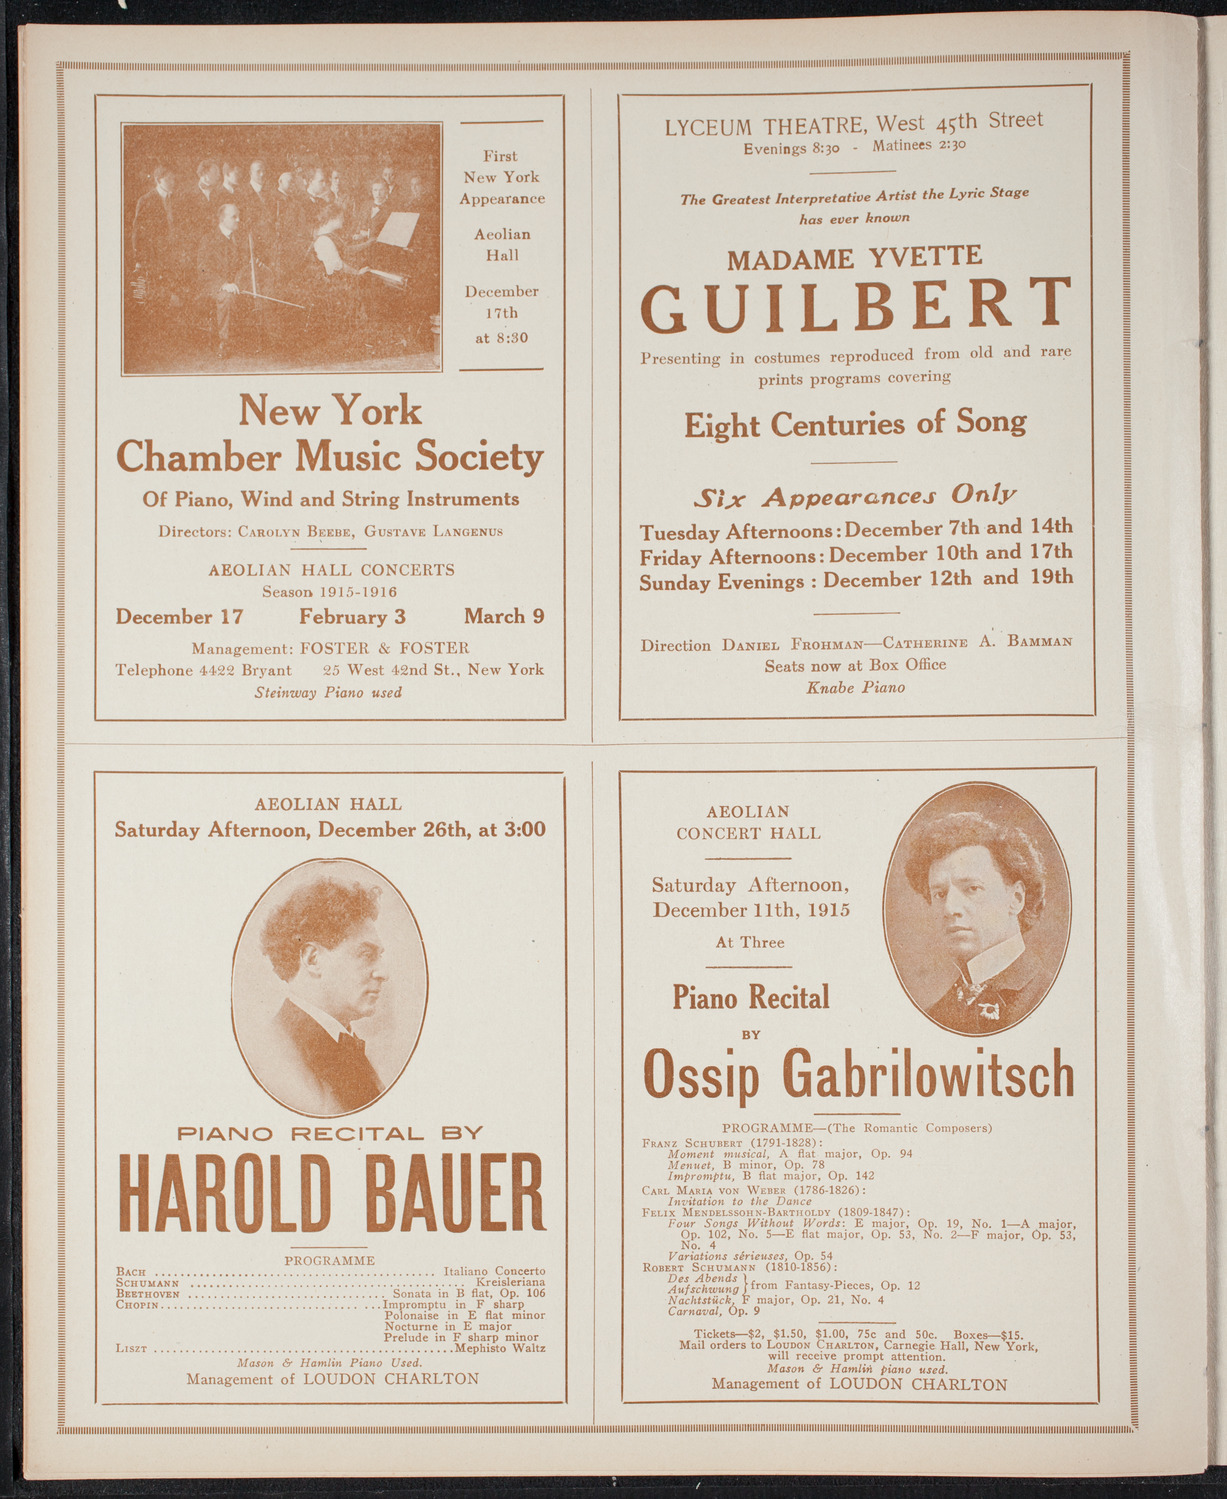 First
New York
Appearance
Aeolian
Hall
December
17th
at 8:30
New York
Chamber Music Society
Of Piano, Wind and String Instruments
Directors: Carolyn Beebe, Gustave Langenus
AEOLIAN HALL CONCERTS
Season 1915-1916
December 17 February 3 March 9
Management: FOSTER & FOSTER
Telephone 4422 Bryant 25 West 42nd St., New York
Steinway Piano used
LYCEUM THEATRE, West 45th Street
Evenings 8:30 - Matinees 2:30
The Greatest Interpretative Artist the Lyric Stage
has ever known
MADAME YVETTE
GUILBERT
Presenting in costumes reproduced from old and rare
prints programs covering
Eight Centuries of Song
Six Appearances Only
Tuesday Afternoons: December 7th and 14th
Friday Afternoons: December 10th and 17th
Sunday Evenings : December 12th and 19th
Direction Daniel Frohman—Catherine A. Bamman
Seats now at Box Office
Knabe Piano
AEOLIAN HALL
Saturday Afternoon, December 26th, at 3:00
PIANO RECITAL BY
HAROLD BAUER
PROGRAMME
Bach ........................................ Italiano Concerto
Schumann ........................................ Kreisleriana
Beethoven ............................ Sonata in B flat, Op. 106
Chopin................................Impromptu in F sharp
Polonaise in E flat minor
Nocturne in E major
Prelude in F sharp minor
Liszt ............................................Mephisto Waltz
Mason & Hamlin Piano Used.
Management of LOUDON CHARLTON
AEOLIAN
CONCERT HALL
Saturday Afternoon,
December 11th, 1915
At Three
Piano Recital
BY
Ossip Gabrilowitsch
PROGRAMME—(The Romantic Composers)
Franz Schubert (1791-1828):
Moment musical, A flat major, Op. 94
Menuet, B minor, Op. 78
Impromptu, B flat major, Op. 142
Carl Maria von Weber (1786-1826):
Invitation to the Dance
Felix Mendelssohn-Bartholdy (1809-1847):
Four Songs Without Words: E major, Op. 19, No. 1—A major,
Op. 102, No. 5—E flat major, Op. 53, No. 2—F major, Op. 53,
No. 4
Variations sérieuses, Op. 54
Robert Schumann (1810-1856):
Des Abends
Aufschwung } from Fantasy-Pieces, Op. 12
Nachtstück, F major, Op. 21, No. 4
Carnaval, Op. 9
Tickets—$2, $1.50, $1.00, 75c and 50c. Boxes—$15.
Mail orders to Loudon Charlton, Carnegie Hall, New York,
will receive prompt attention.
Mason & Hamlin piano used.
Management of LOUDON CHARLTON